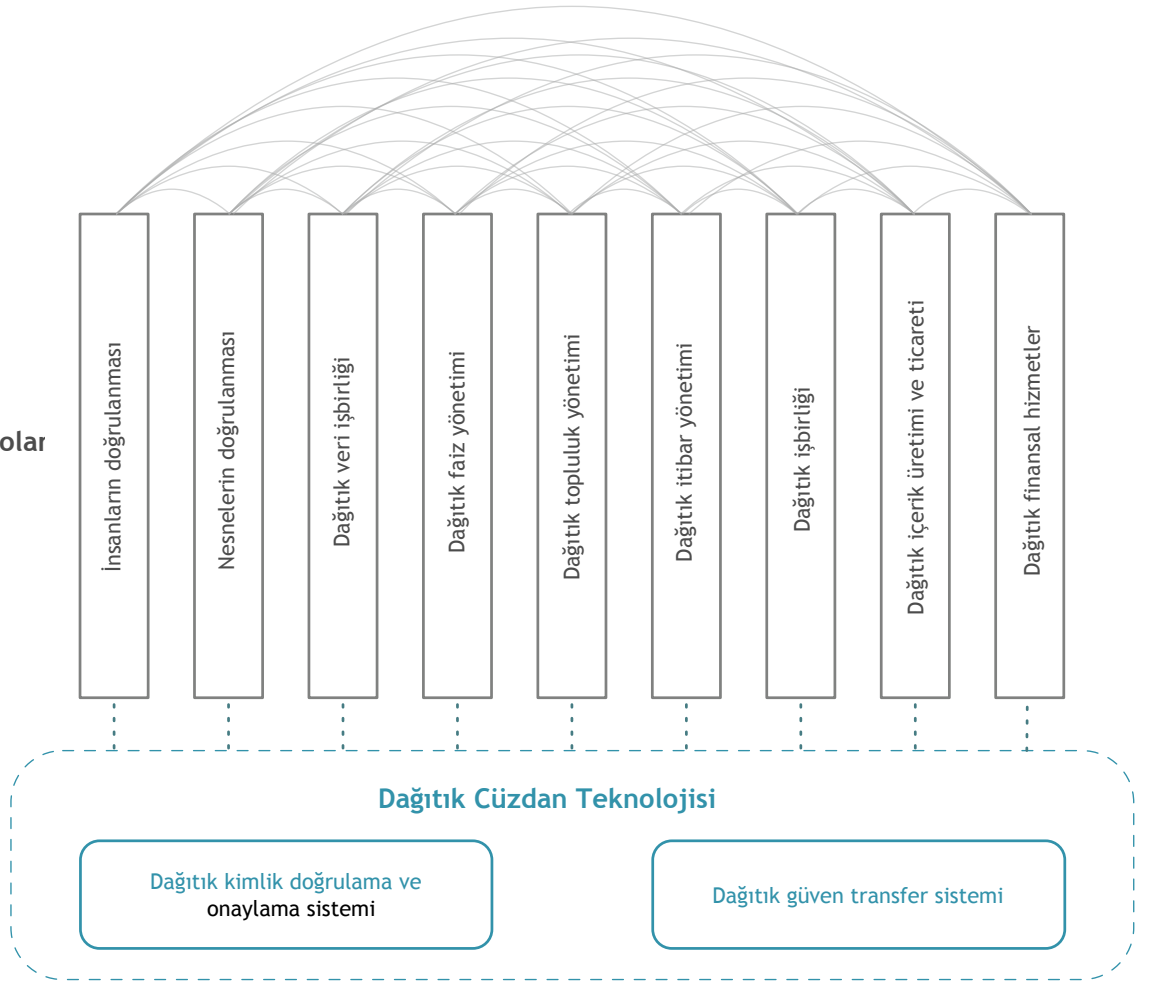 olar
İnsanların doğrulanması
Nesnelerin doğrulanması
Dağıtık veri işbirliği
Dağıtık faiz yönetimi
Dağıtık topluluk yönetimi
Dağıtık itibar yönetimi
Dağıtık işbirliği
Dağıtık içerik üretimi ve ticareti
Dağıtık finansal hizmetler
Dağıtık Cüzdan Teknolojisi
Dağıtık kimlik doğrulama ve
onaylama sistemi
Dağıtık güven transfer sistemi